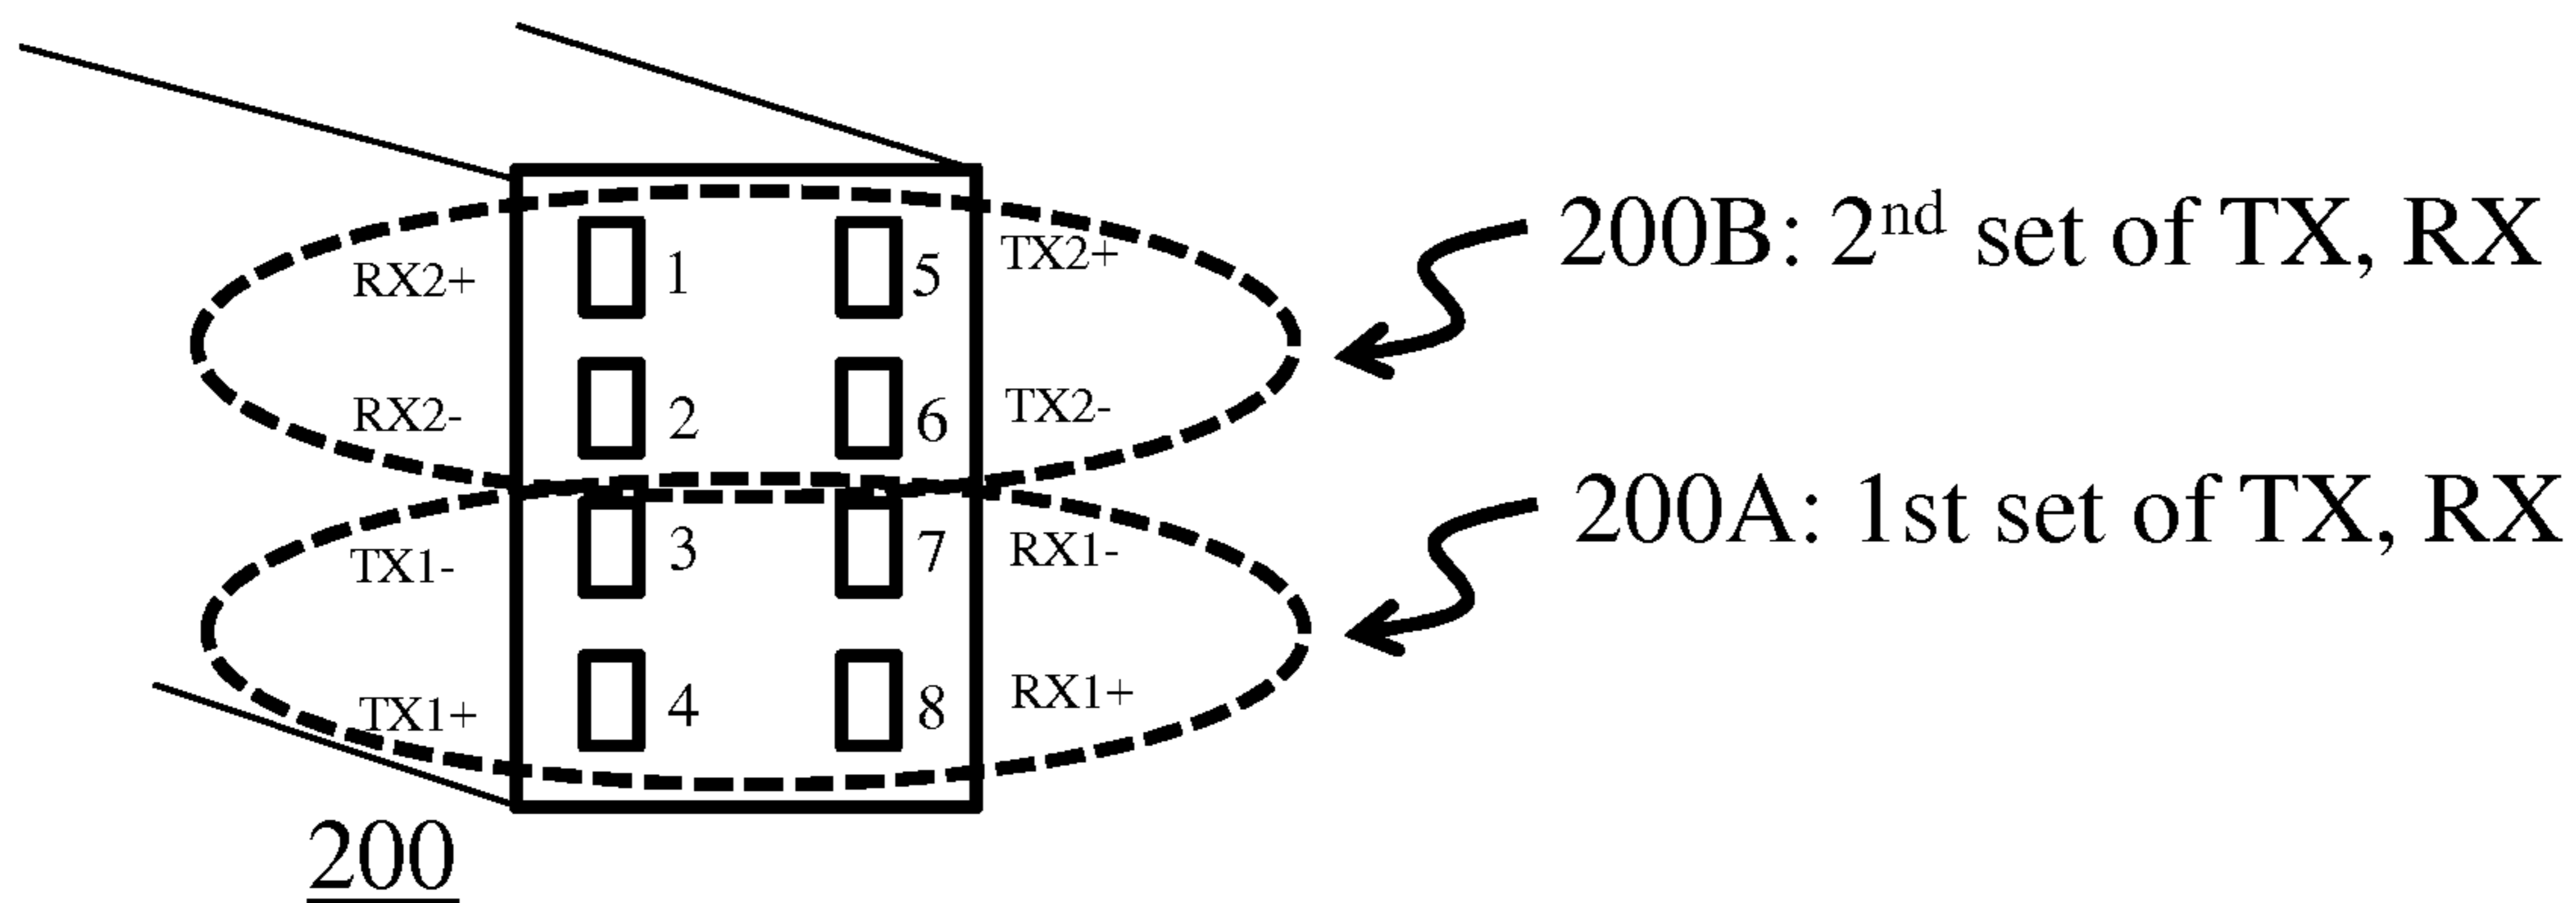 RX2+ 1 5 TX2+
RX2- 2 6 TX2-
TX1- 3 7 RX1-
TX1+ 4 8 RX1+
200B: 2nd set of TX, RX
200A: 1st set of TX, RX
200